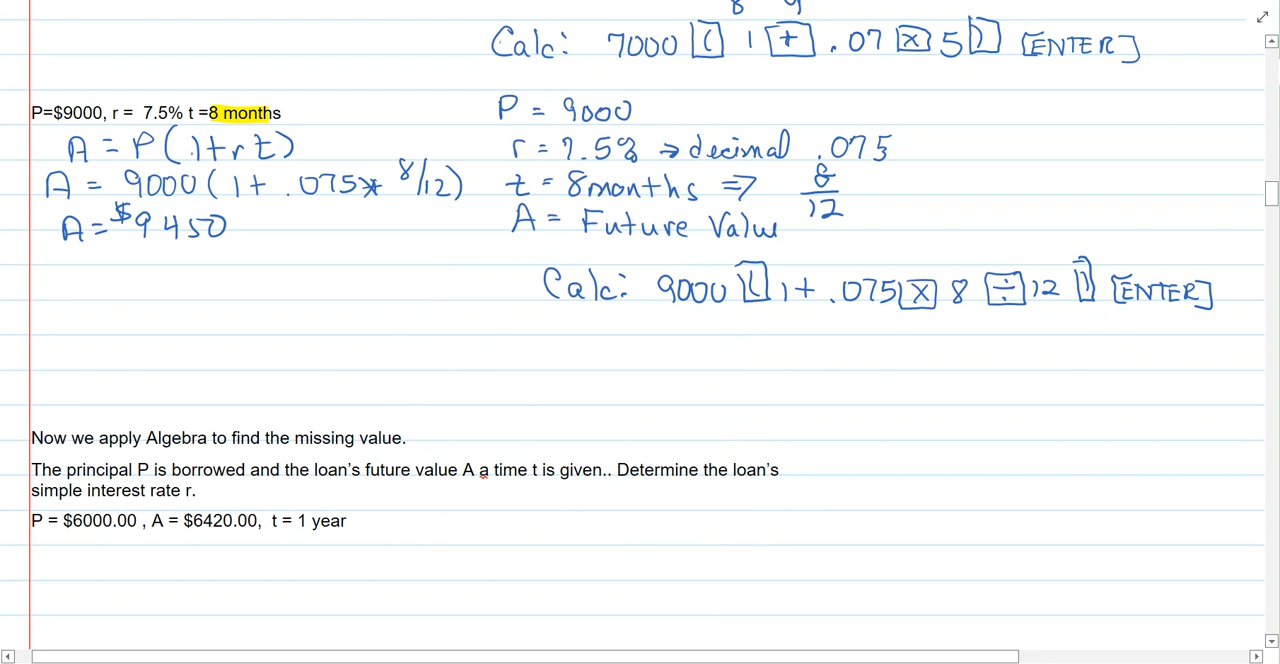 8 9
Calc: 7000 [(] 1 [+] .07 [x] 5 [)] [ENTER]
P=$9000, r = 7.5% t =8 months
P = 9000
A = P(1+rt)
r = 7.5% → decimal .075
A = 9000(1+ .075* 8/12)
t = 8months ⇒ 8/12
A=$9450
A = Future Value
Calc: 9000 [(] 1+ .075 [x] 8 [÷] 12 [)] [ENTER]
Now we apply Algebra to find the missing value.
The principal P is borrowed and the loan’s future value A a time t is given.. Determine the loan’s
simple interest rate r.
P = $6000.00 , A = $6420.00, t = 1 year